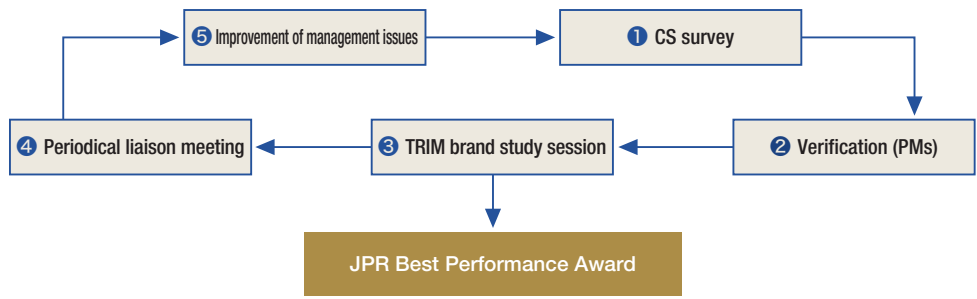 ❺ Improvement of management issues
❶ CS survey
❹ Periodical liaison meeting
❸ TRIM brand study session
❷ Verification (PMs)
JPR Best Performance Award